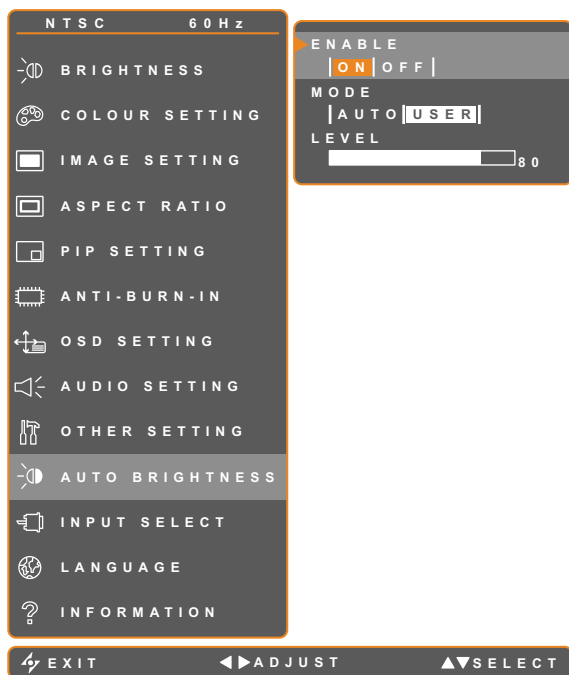 NTSC 60Hz
BRIGHTNESS
COLOUR SETTING
IMAGE SETTING
ASPECT RATIO
PIP SETTING
ANTI-BURN-IN
OSD SETTING
AUDIO SETTING
OTHER SETTING
AUTO BRIGHTNESS
INPUT SELECT
LANGUAGE
INFORMATION
ENABLE
ON OFF
MODE
AUTO USER
LEVEL
80
EXIT ADJUST SELECT